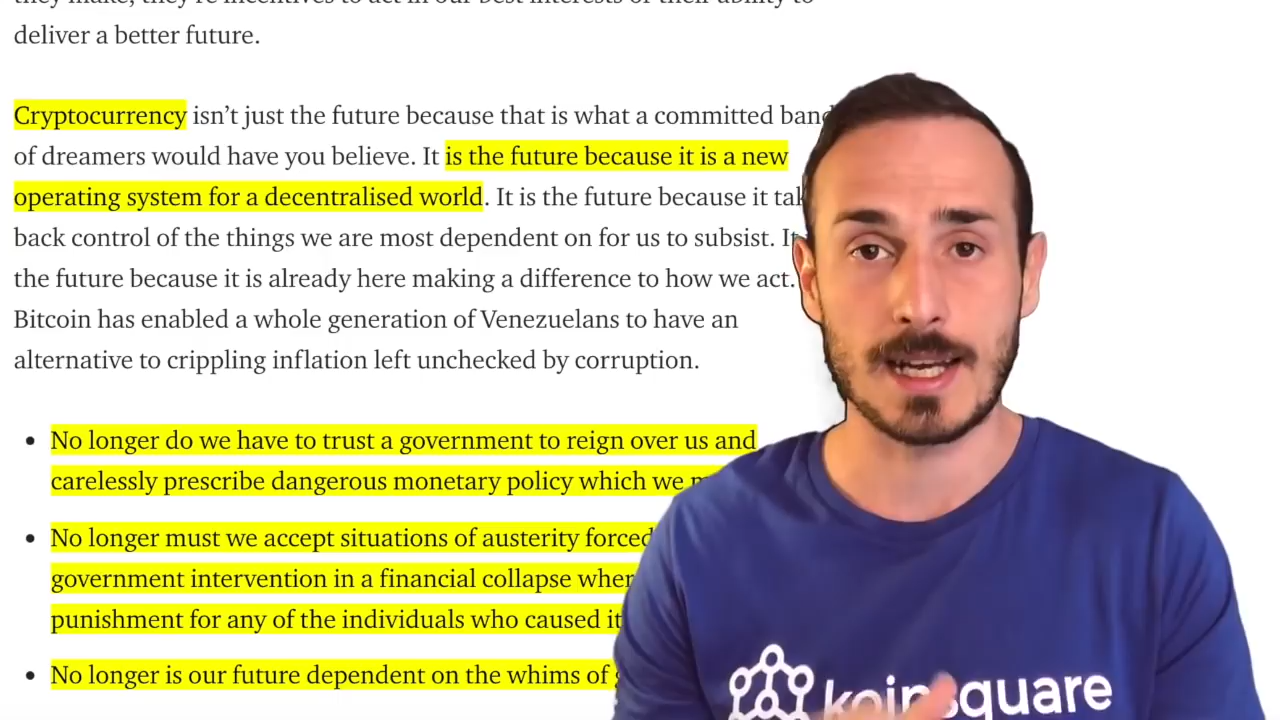 they make, they're incentives to act in our best interests or their ability to
deliver a better future.
Cryptocurrency isn't just the future because that is what a committed band
of dreamers would have you believe. It is the future because it is a new
operating system for a decentralised world. It is the future because it
back control of the things we are most dependent on for us to subsist. It
the future because it is already here making a difference to how we act.
Bitcoin has enabled a whole generation of Venezuelans to have an
alternative to crippling inflation left unchecked by corruption.
• No longer do we have to trust a government to reign over us and
carelessly prescribe dangerous monetary policy which we
• No longer must we accept situations of austerity forced
government intervention in a financial collapse
punishment for any of the individuals who caused it
• No longer is our future dependent on the whims of
koinsquare